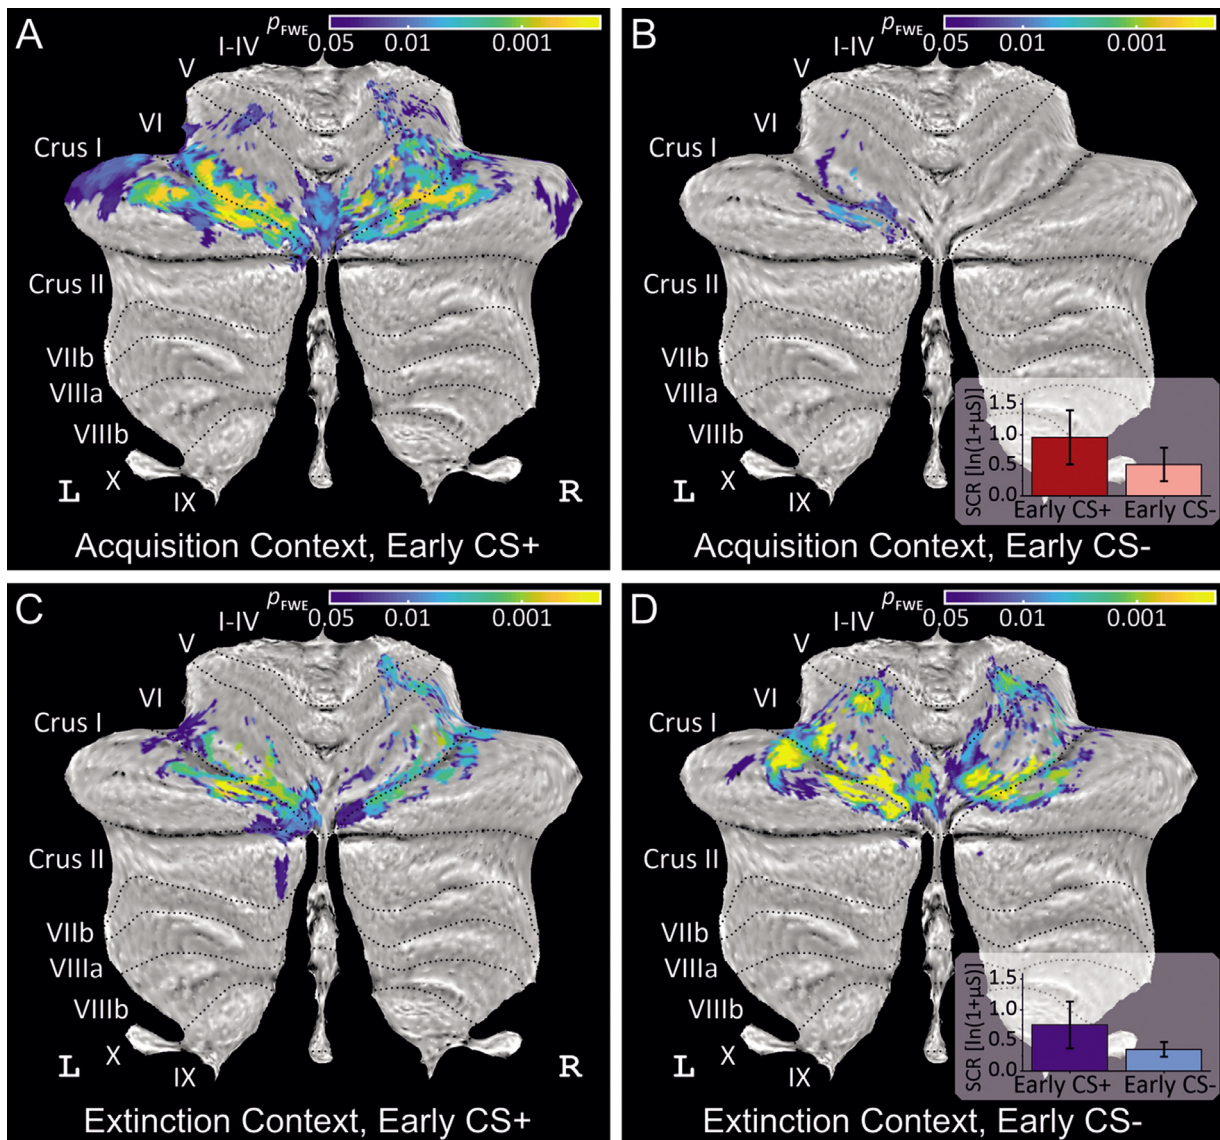 A
pFWE
0.05 0.01 0.001
I-IV
V
VI
Crus I
Crus II
VIIb
VIIIa
VIIIb
X
IX
L
R
Acquisition Context, Early CS+
B
pFWE
0.05 0.01 0.001
I-IV
V
VI
Crus I
Crus II
VIIb
VIIIa
VIIIb
X
IX
L
SCR [ln(1+µS)]
1.5
1.0
0.5
0.0
Early CS+ Early CS-
Acquisition Context, Early CS-
C
pFWE
0.05 0.01 0.001
I-IV
V
VI
Crus I
Crus II
VIIb
VIIIa
VIIIb
X
IX
L
R
Extinction Context, Early CS+
D
pFWE
0.05 0.01 0.001
I-IV
V
VI
Crus I
Crus II
VIIb
VIIIa
VIIIb
X
IX
L
SCR [ln(1+µS)]
1.5
1.0
0.5
0.0
Early CS+ Early CS-
Extinction Context, Early CS-